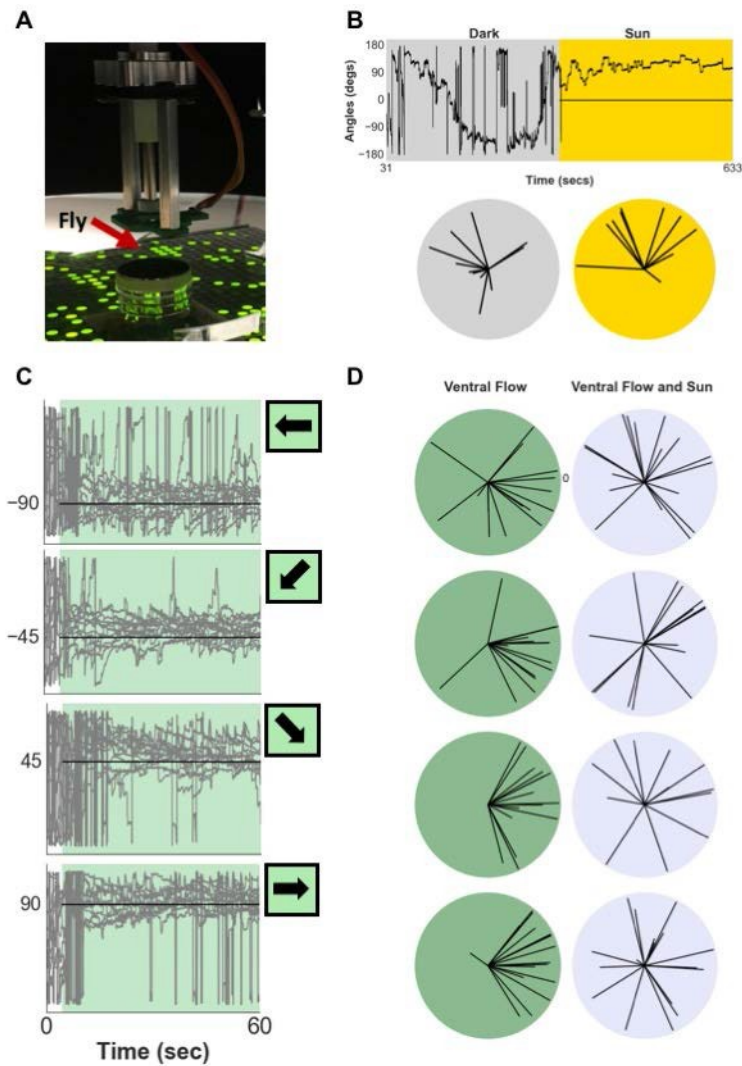 A
Fly
B
Dark
Sun
180
90
0
−90
−180
Angles (degs)
31
633
Time (secs)
C
−90
−45
45
90
0
60
Time (sec)
D
Ventral Flow
Ventral Flow and Sun
0